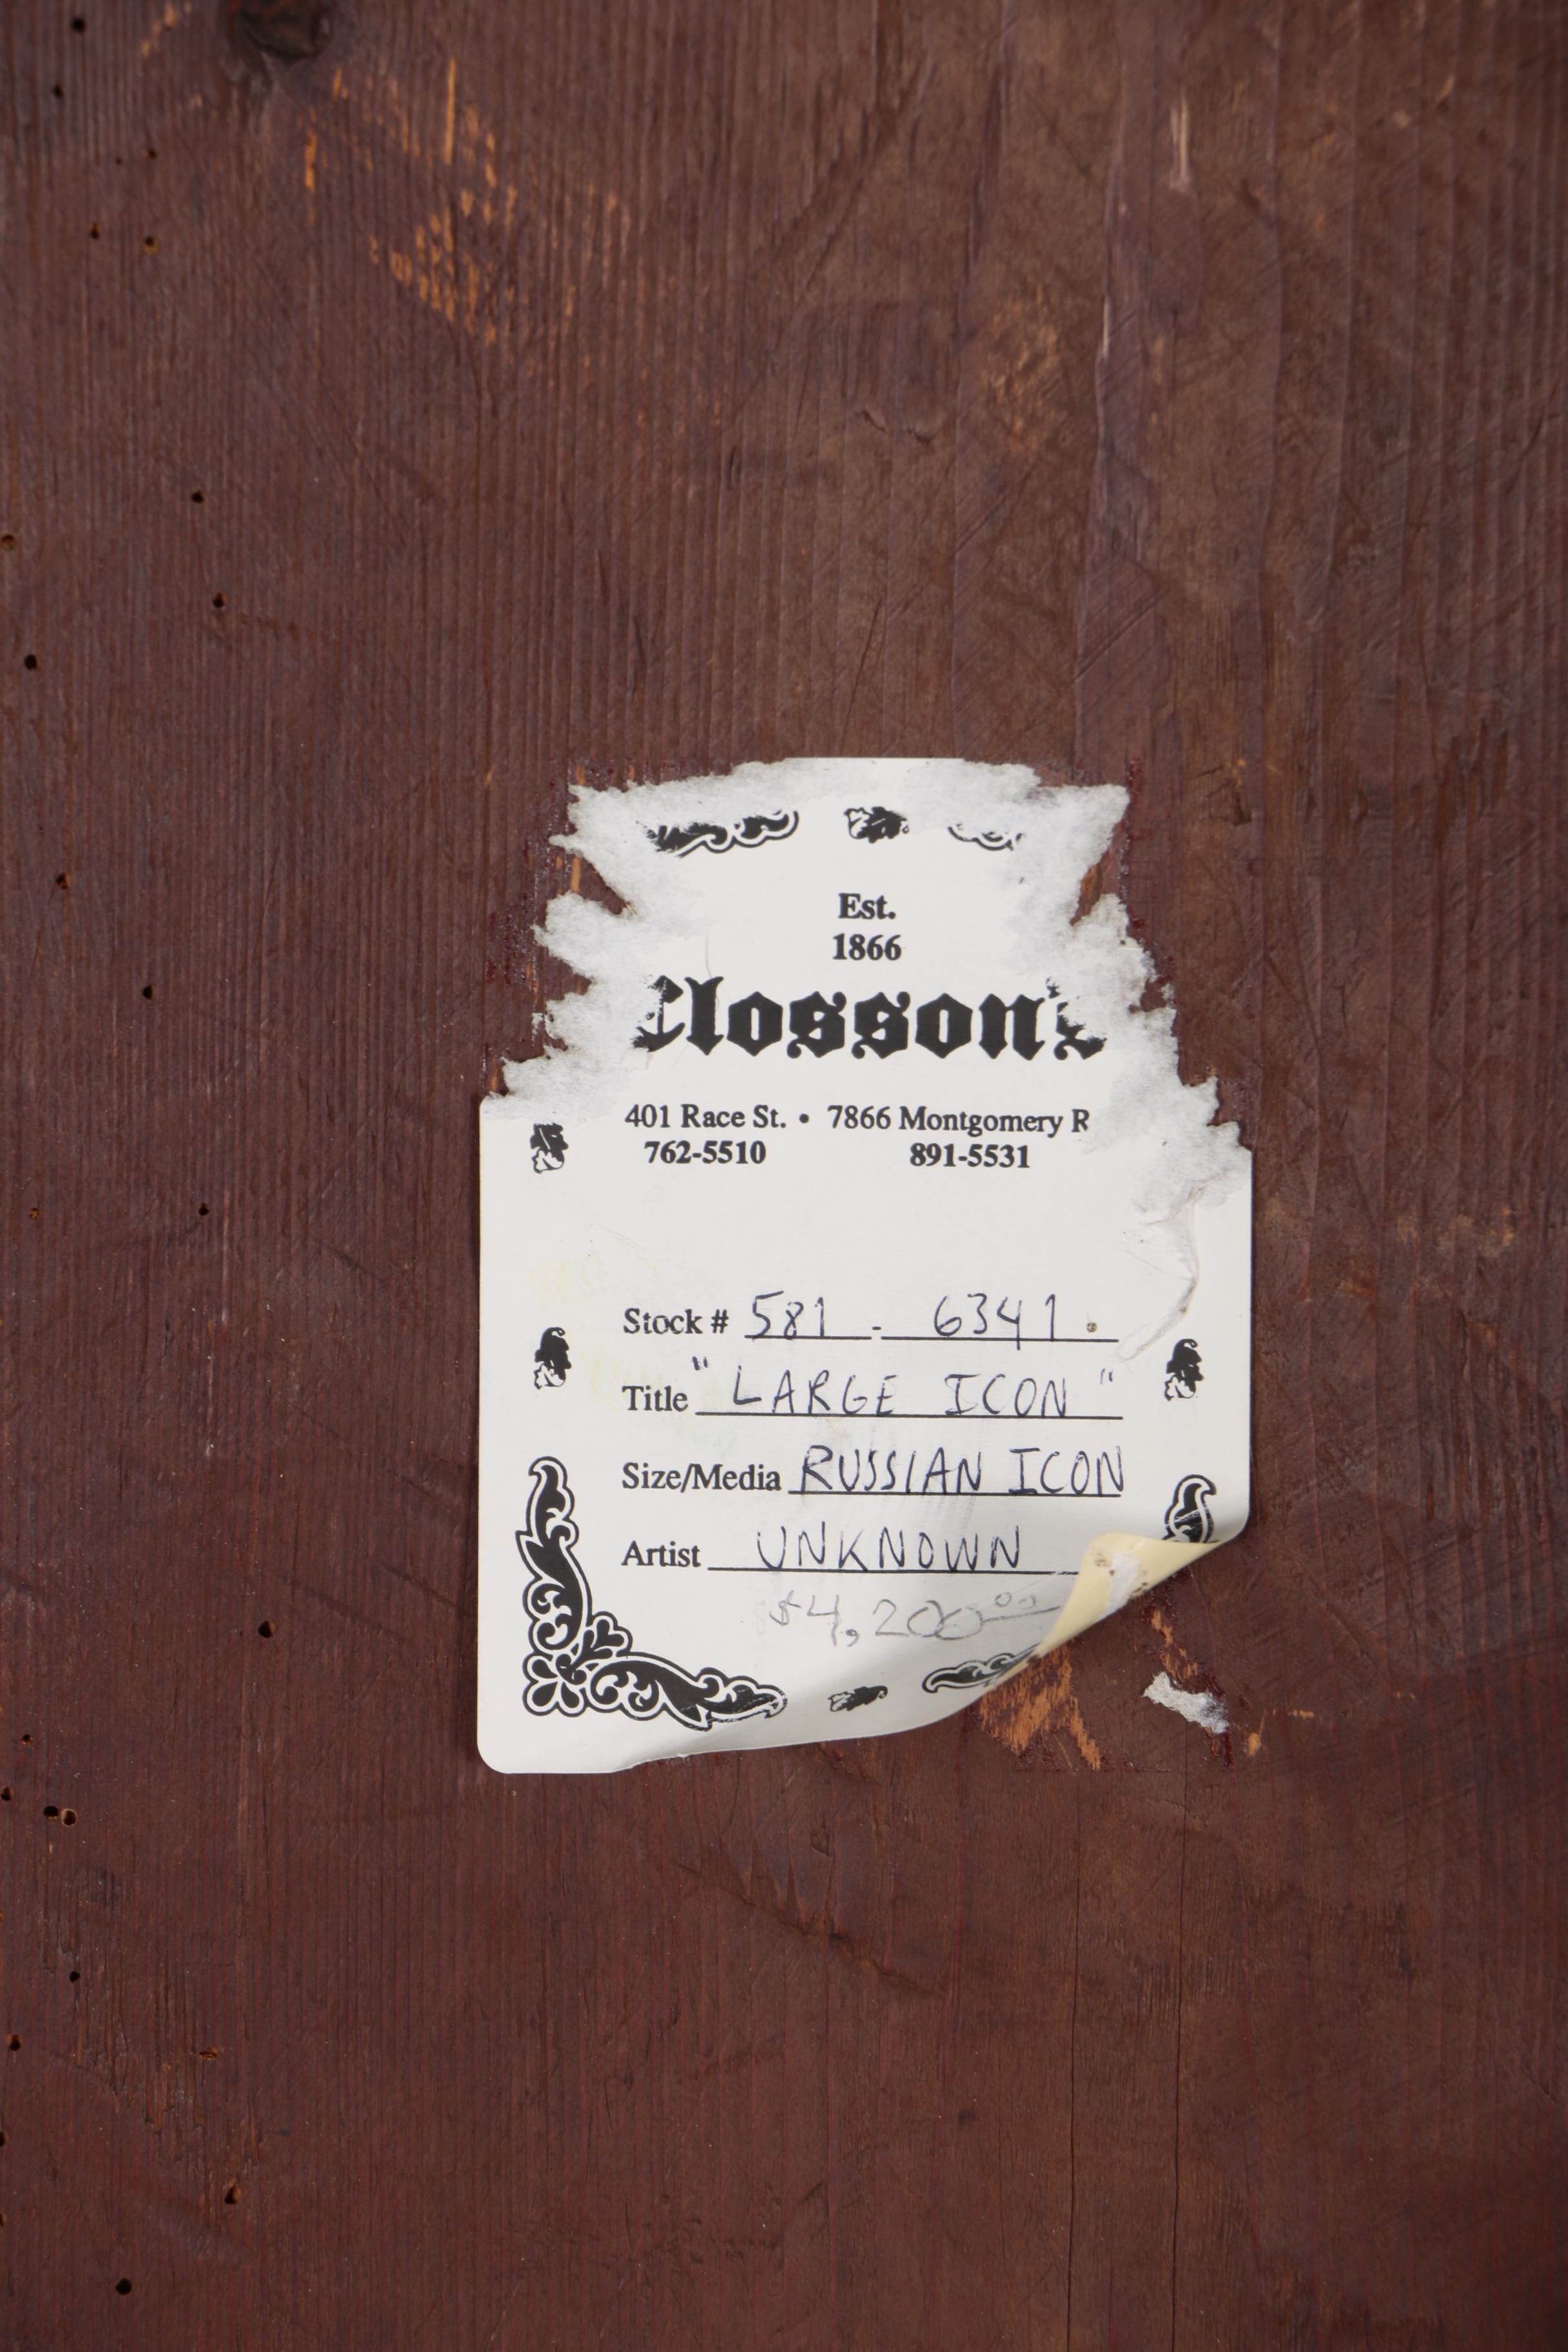 Est.
1866
Closson's
401 Race St. • 7866 Montgomery R
762-5510 891-5531
Stock # 581 - 6341.
Title "LARGE ICON"
Size/Media RUSSIAN ICON
Artist UNKNOWN
$4,200.00